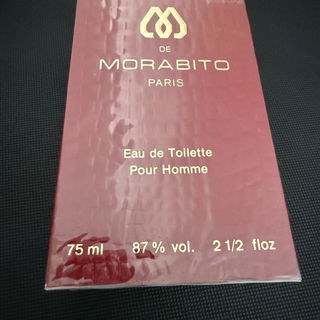 DE
MORABITO
PARIS
Eau de Toilette
Pour Homme
75 ml 87% vol. 2 1/2 floz